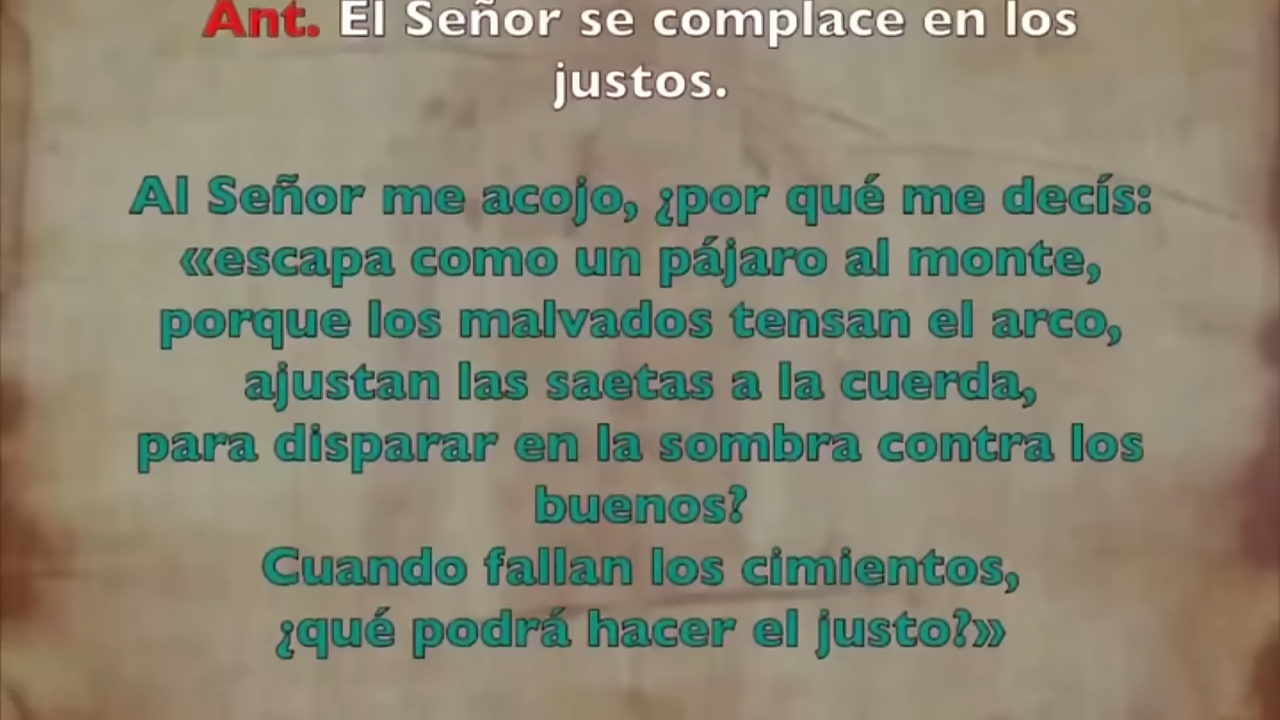 Ant. El Señor se complace en los
justos.
Al Señor me acojo, ¿por qué me decís:
«escapa como un pájaro al monte,
porque los malvados tensan el arco,
ajustan las saetas a la cuerda,
para disparar en la sombra contra los
buenos?
Cuando fallan los cimientos,
¿qué podrá hacer el justo?»